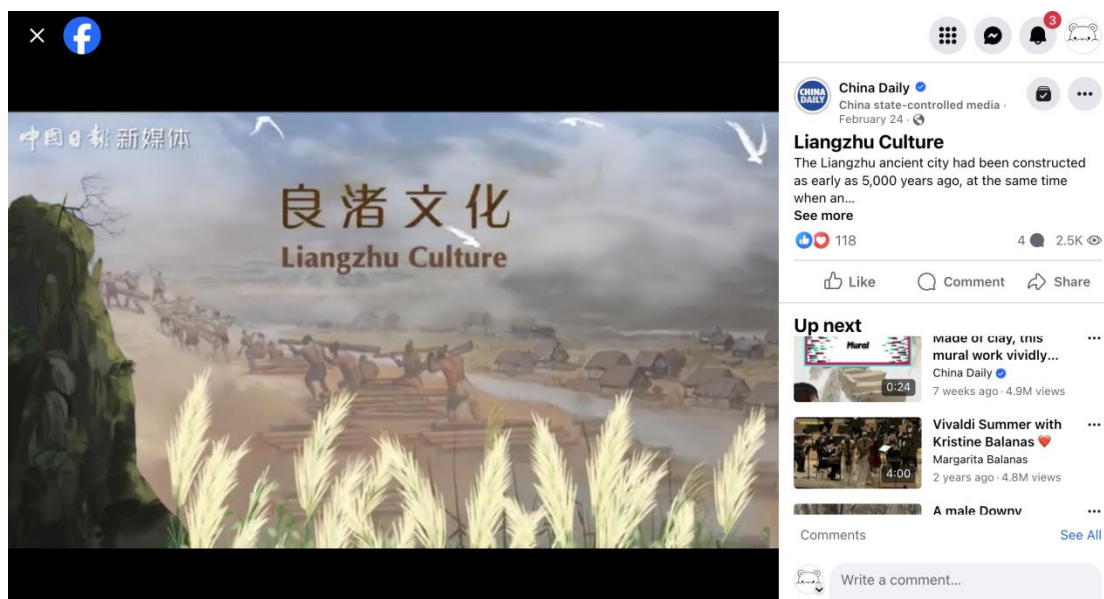 中国日报 新媒体
良渚文化
Liangzhu Culture
3
CHINA DAILY
China Daily
China state-controlled media ·
February 24 ·
Liangzhu Culture
The Liangzhu ancient city had been constructed
as early as 5,000 years ago, at the same time
when an...
See more
118
4
2.5K
Like
Comment
Share
Up next
Mural
0:24
Made of clay, this
mural work vividly...
China Daily
7 weeks ago · 4.9M views
4:00
Vivaldi Summer with
Kristine Balanas ❤️
Margarita Balanas
2 years ago · 4.8M views
A male Downy
Comments
See All
Write a comment...